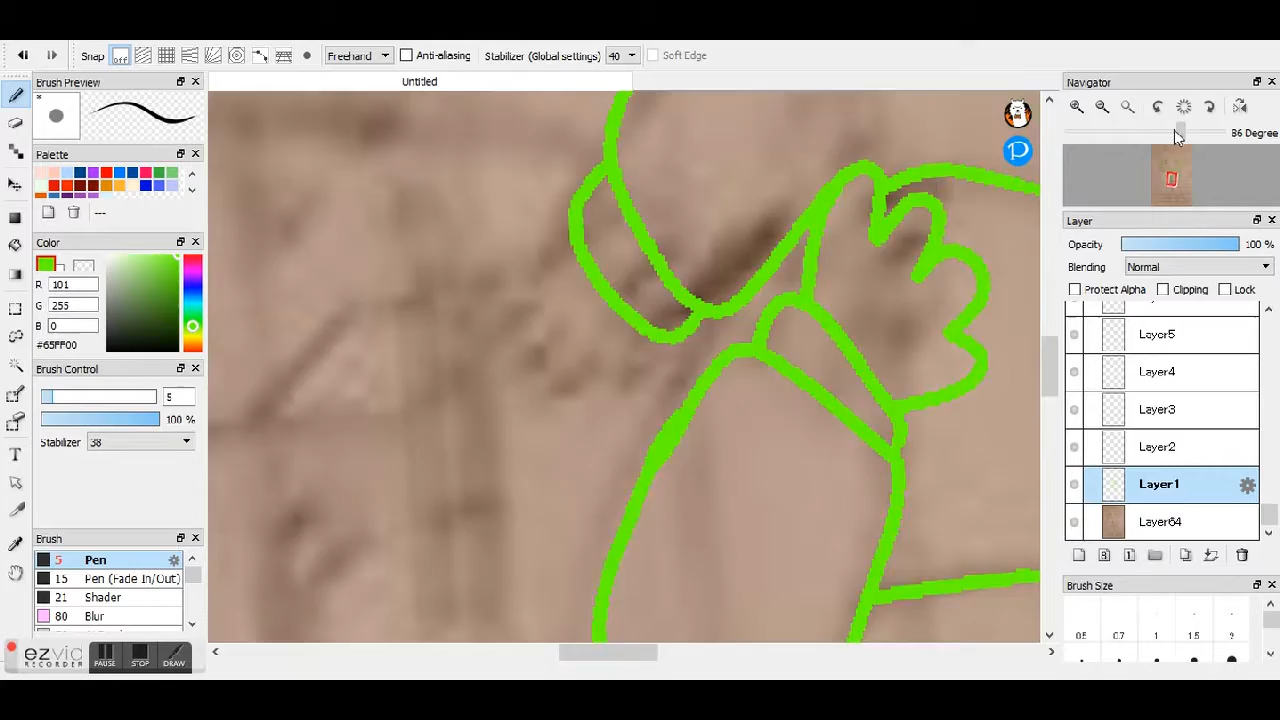 Snap off Freehand Anti-aliasing Stabilizer (Global settings) 40 Soft Edge
Brush Preview
Untitled
Navigator
86 Degree
Palette
---
Color
R 101
G 255
B 0
#65FF00
Brush Control
5
100 %
Stabilizer 38
Brush
5 Pen
15 Pen (Fade In/Out)
21 Shader
80 Blur
ezvid
RECORDER
PAUSE STOP DRAW
P
Layer
Opacity 100 %
Blending Normal
Protect Alpha Clipping Lock
Layer5
Layer4
Layer3
Layer2
Layer1
Layer64
Brush Size
0.5 0.7 1 1.5 2